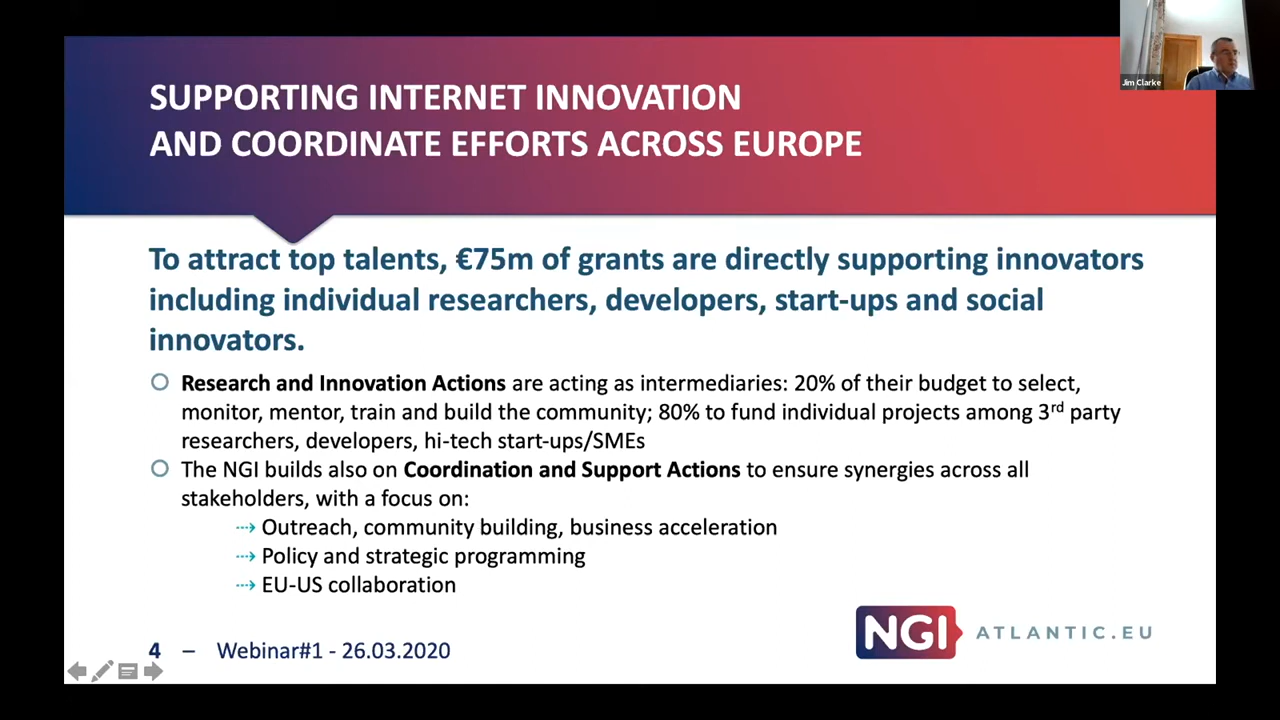 Jim Clarke
SUPPORTING INTERNET INNOVATION
AND COORDINATE EFFORTS ACROSS EUROPE
To attract top talents, €75m of grants are directly supporting innovators
including individual researchers, developers, start-ups and social
innovators.
Research and Innovation Actions are acting as intermediaries: 20% of their budget to select,
monitor, mentor, train and build the community; 80% to fund individual projects among 3rd party
researchers, developers, hi-tech start-ups/SMEs
The NGI builds also on Coordination and Support Actions to ensure synergies across all
stakeholders, with a focus on:
Outreach, community building, business acceleration
Policy and strategic programming
EU-US collaboration
4 – Webinar#1 - 26.03.2020
NGI ATLANTIC.EU